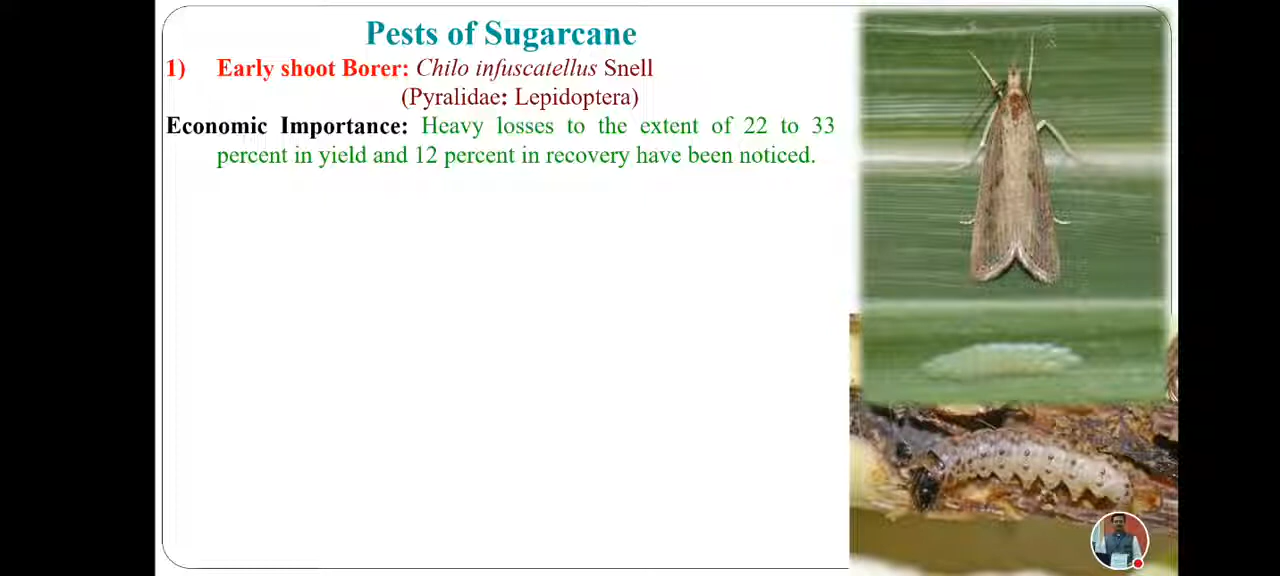 Pests of Sugarcane
1) Early shoot Borer: Chilo infuscatellus Snell
(Pyralidae: Lepidoptera)
Economic Importance: Heavy losses to the extent of 22 to 33
percent in yield and 12 percent in recovery have been noticed.